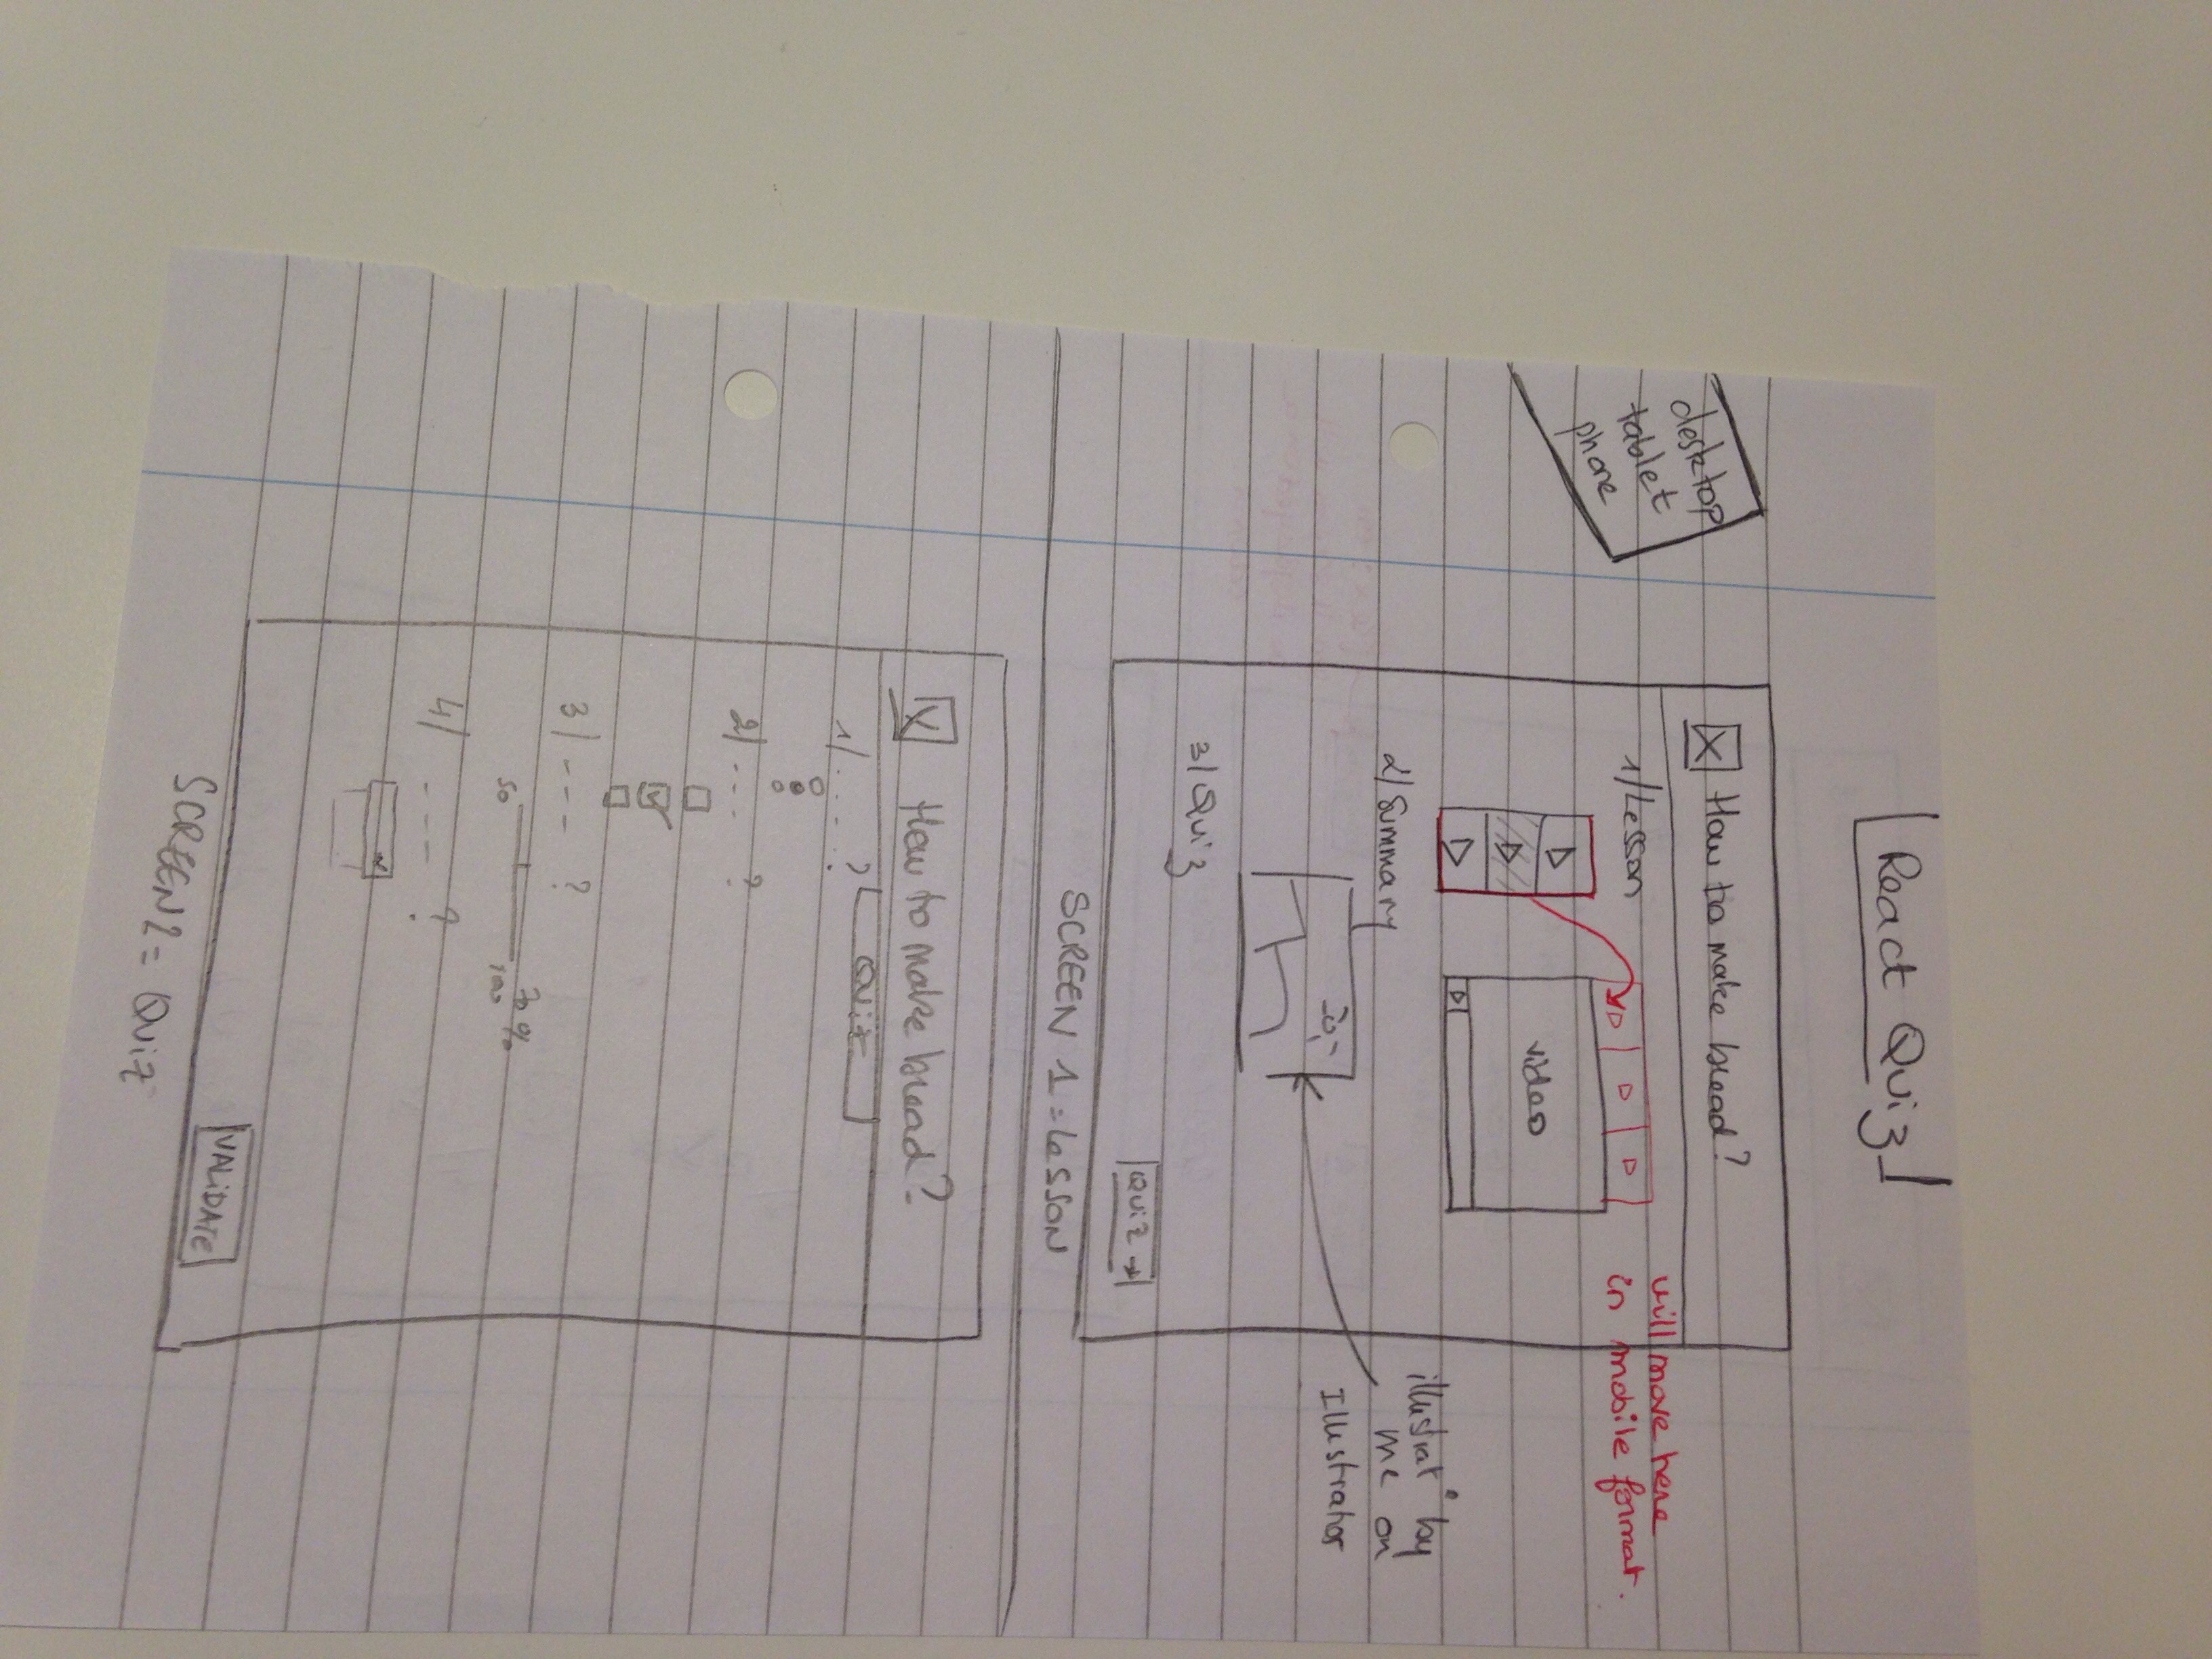 React Quiz
desktop
tablet
phone
How to make bread?
1/ Lesson
will move here
in mobile format.
video
2/ Summary
illustrat° by
me on
Illustrator
3/ Quiz
Quiz →
SCREEN 1 = Lesson
How to make bread?
Quiz
1/ . . . . ?
2/ - - - ?
3/ - - - ?
50
100
70%
4/ - - - ?
VALIDATE
SCREEN 2 = Quiz